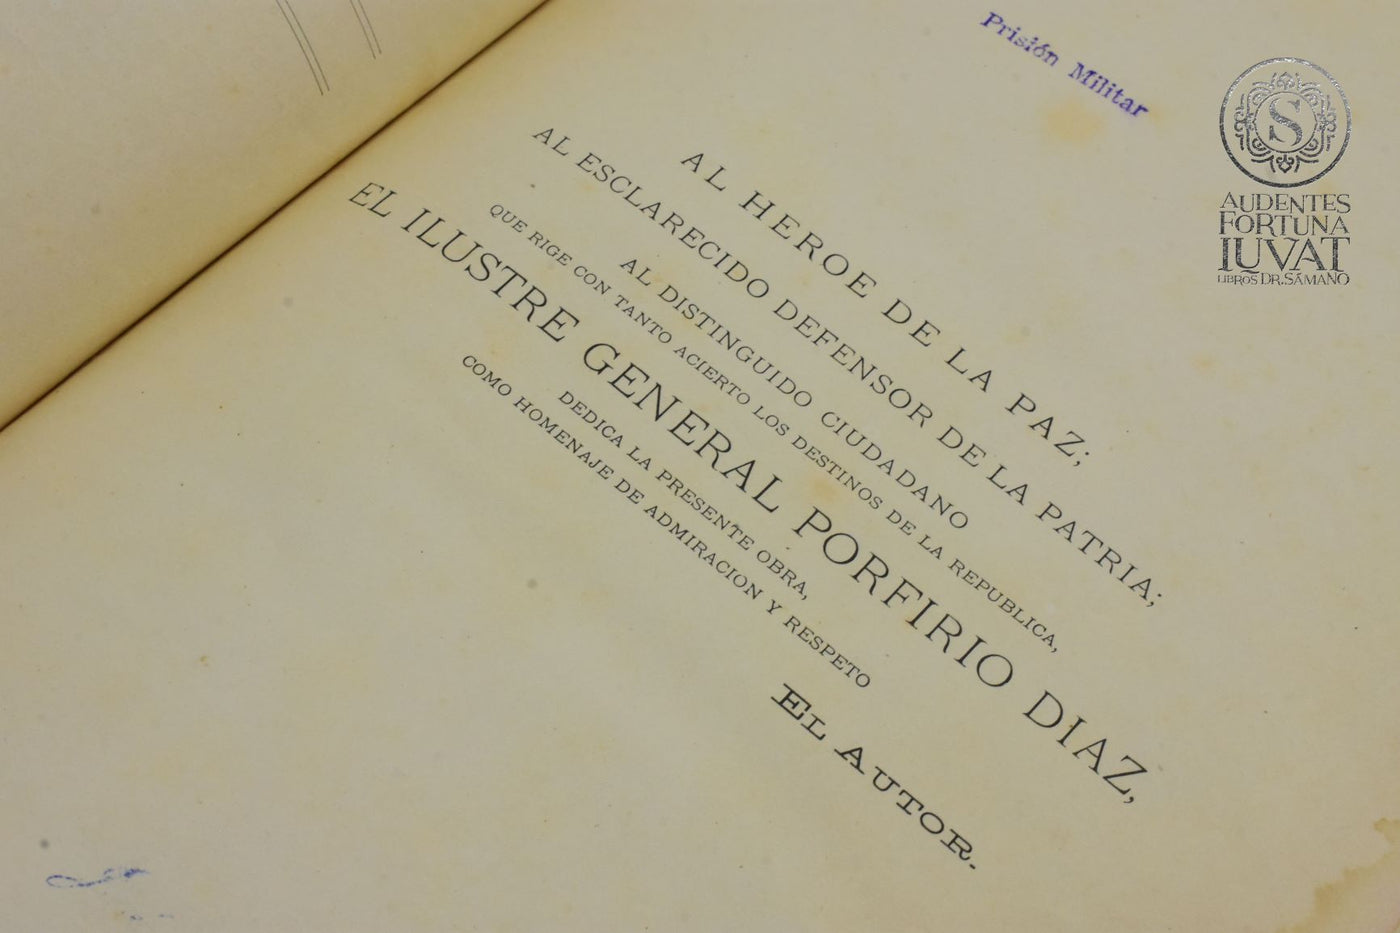 Prisión Militar
AL HEROE DE LA PAZ;
AL ESCLARECIDO DEFENSOR DE LA PATRIA;
AL DISTINGUIDO CIUDADANO
QUE RIGE CON TANTO ACIERTO LOS DESTINOS DE LA REPUBLICA,
EL ILUSTRE GENERAL PORFIRIO DIAZ,
DEDICA LA PRESENTE OBRA,
COMO HOMENAJE DE ADMIRACION Y RESPETO
EL AUTOR.
S
AUDENTES
FORTUNA
IUVAT
LIBROS DR. SÁMANO